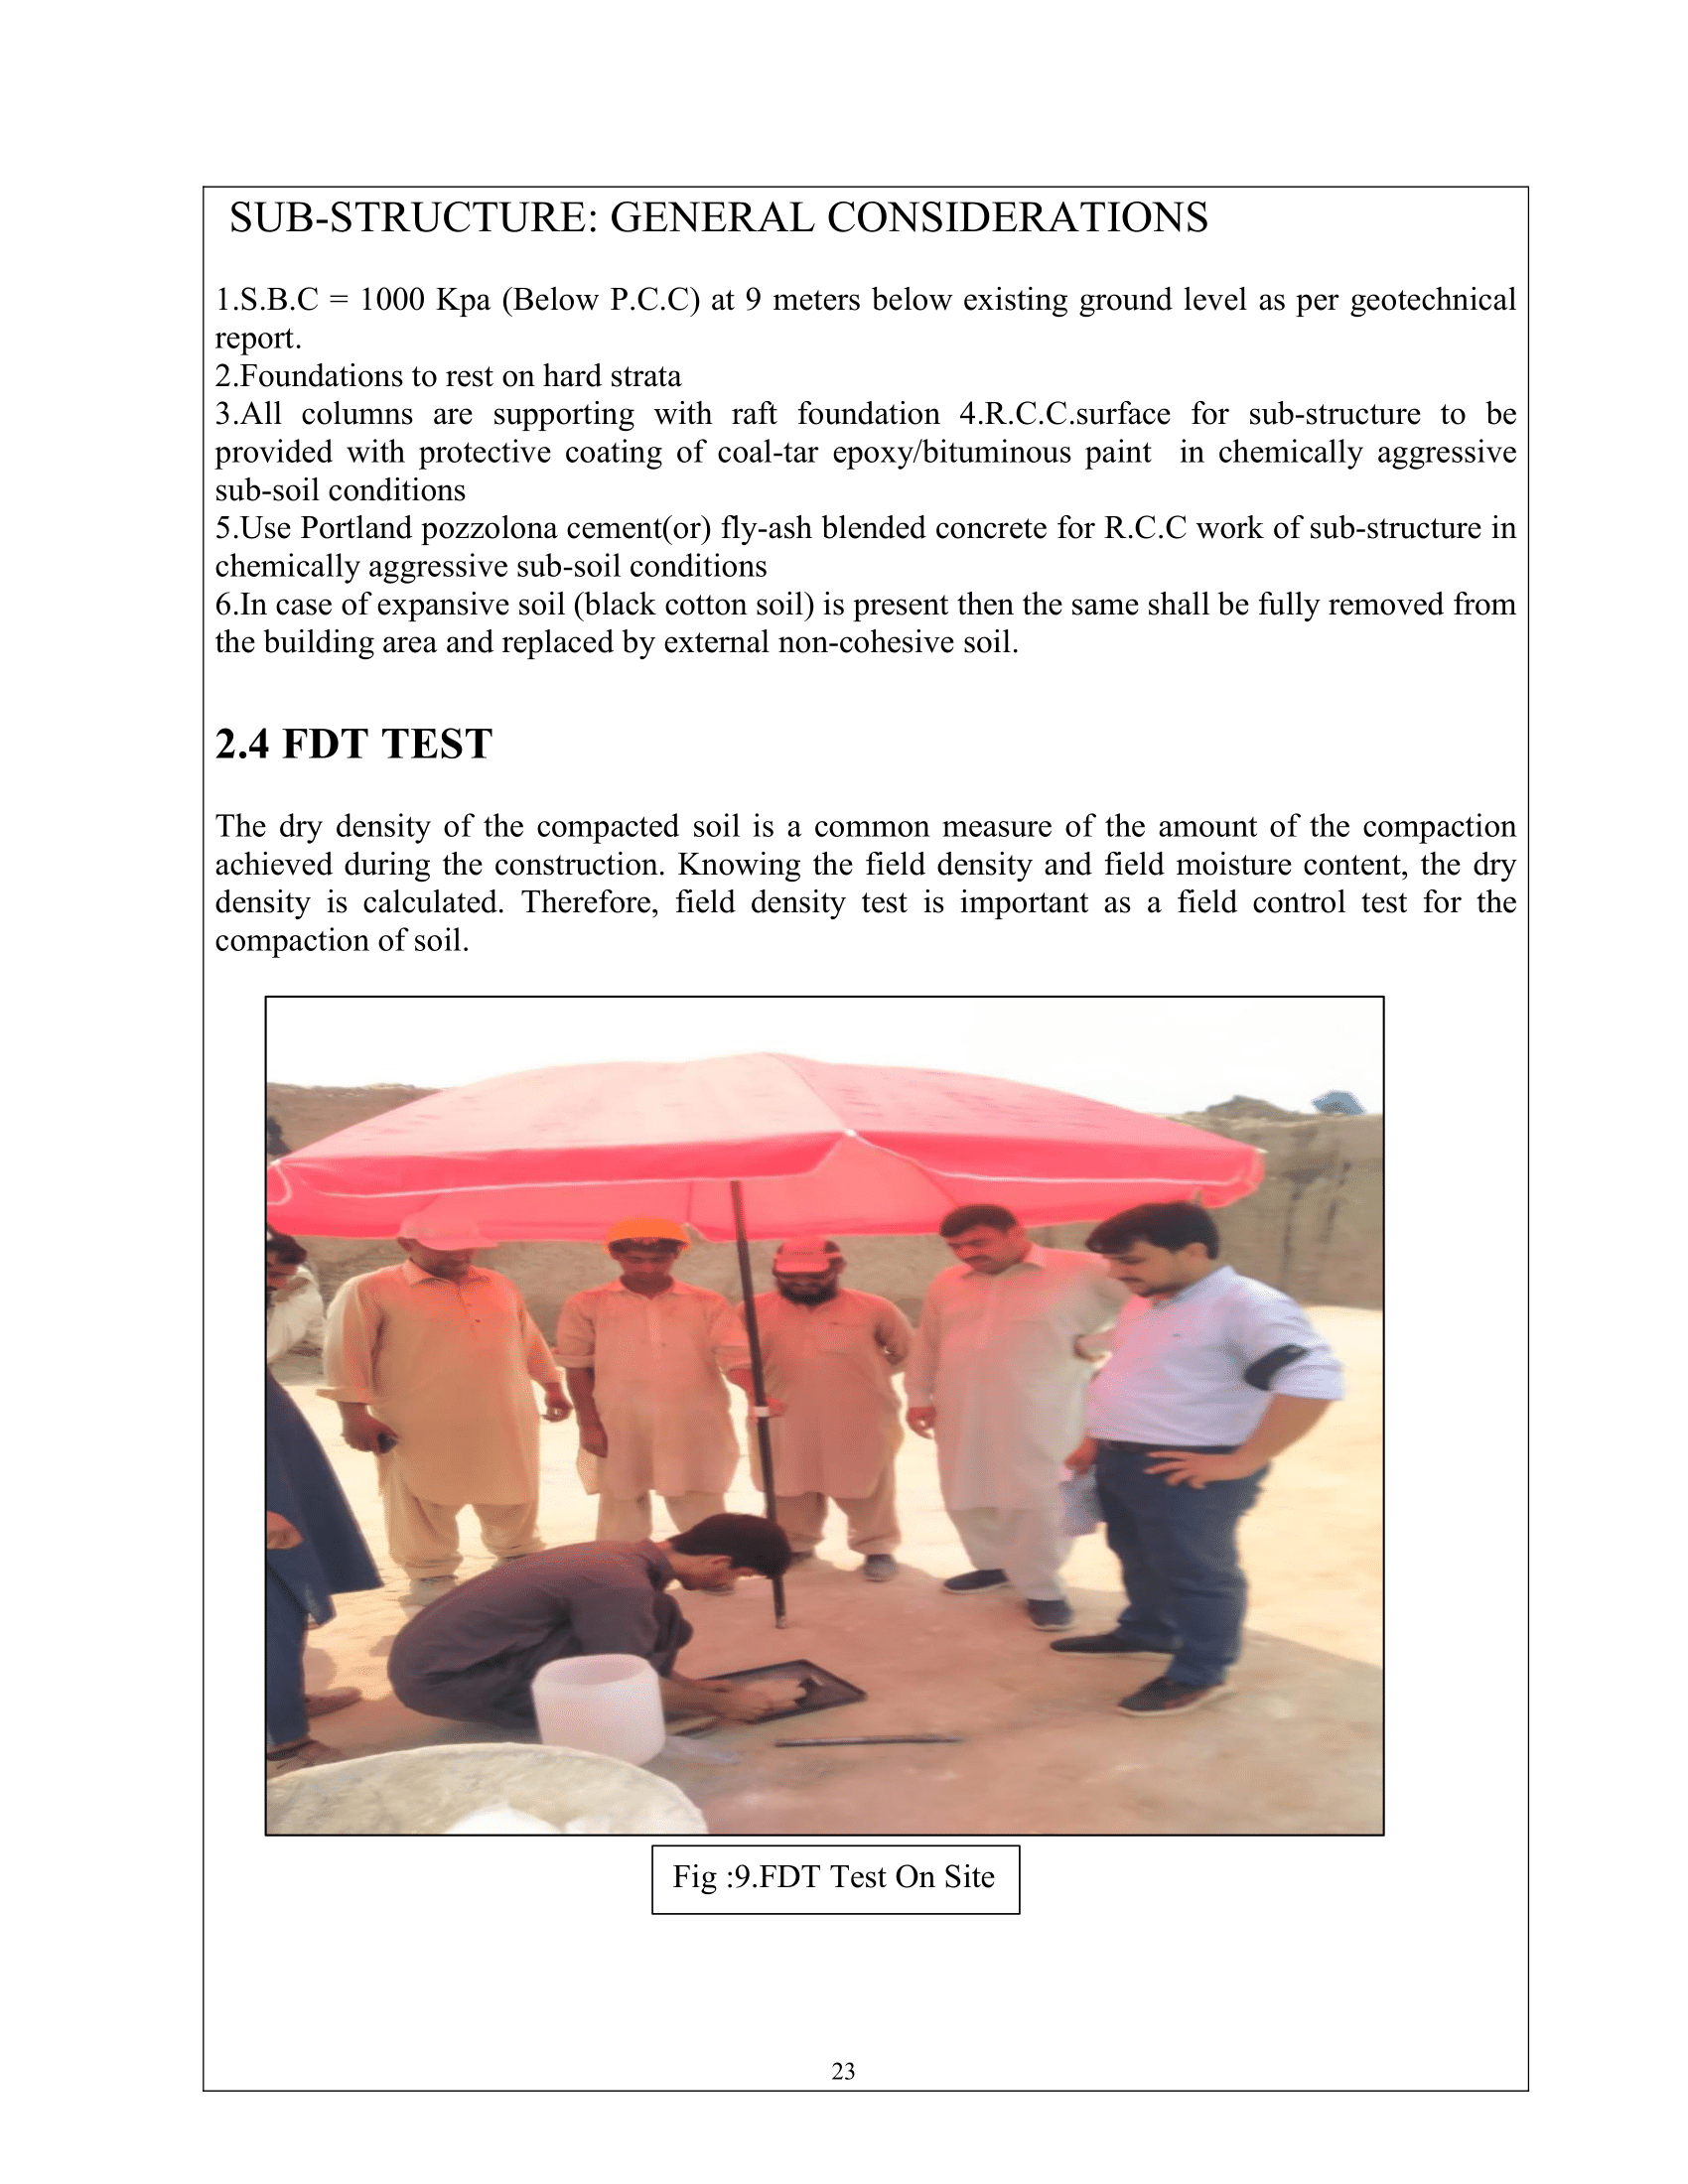 SUB-STRUCTURE: GENERAL CONSIDERATIONS
1.S.B.C = 1000 Kpa (Below P.C.C) at 9 meters below existing ground level as per geotechnical
report.
2.Foundations to rest on hard strata
3.All columns are supporting with raft foundation 4.R.C.C.surface for sub-structure to be
provided with protective coating of coal-tar epoxy/bituminous paint in chemically aggressive
sub-soil conditions
5.Use Portland pozzolona cement(or) fly-ash blended concrete for R.C.C work of sub-structure in
chemically aggressive sub-soil conditions
6.In case of expansive soil (black cotton soil) is present then the same shall be fully removed from
the building area and replaced by external non-cohesive soil.
2.4 FDT TEST
The dry density of the compacted soil is a common measure of the amount of the compaction
achieved during the construction. Knowing the field density and field moisture content, the dry
density is calculated. Therefore, field density test is important as a field control test for the
compaction of soil.
Fig :9.FDT Test On Site
23